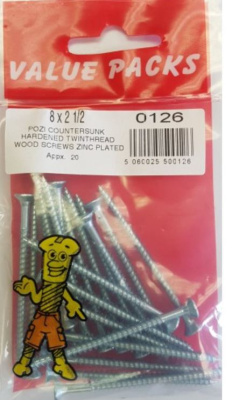 VALUE PACKS
8 x 2 1/2 0126
POZI COUNTERSUNK
HARDENED TWINTHREAD
WOOD SCREWS ZINC PLATED
Appx. 20
5 060025 500126